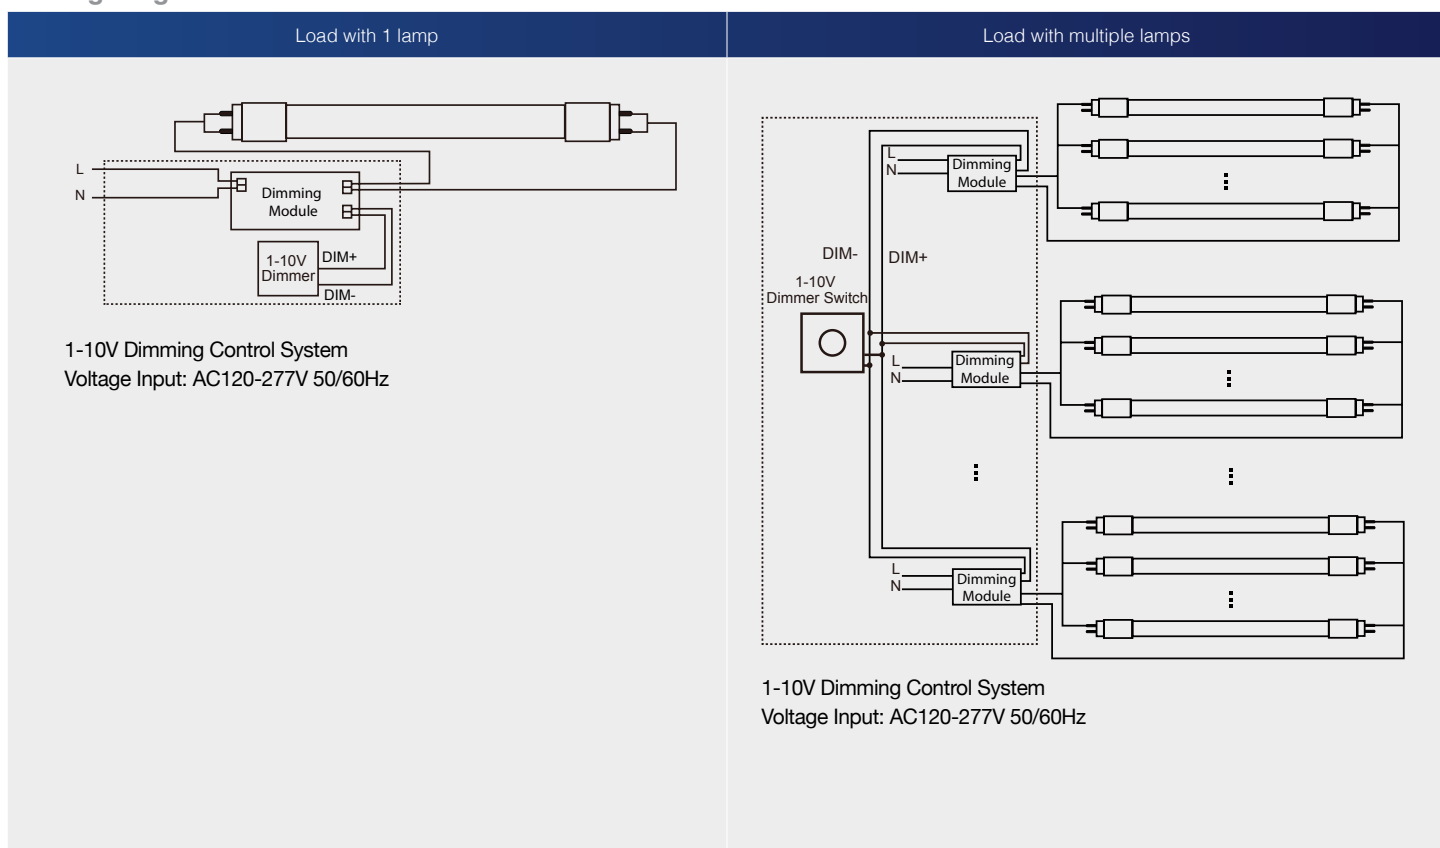 Load with 1 lamp
Load with multiple lamps
L
N
Dimming
Module
1-10V
Dimmer
DIM+
DIM-
1-10V Dimming Control System
Voltage Input: AC120-277V 50/60Hz
L
N
Dimming
Module
DIM-
DIM+
1-10V
Dimmer Switch
L
N
Dimming
Module
L
N
Dimming
Module
1-10V Dimming Control System
Voltage Input: AC120-277V 50/60Hz